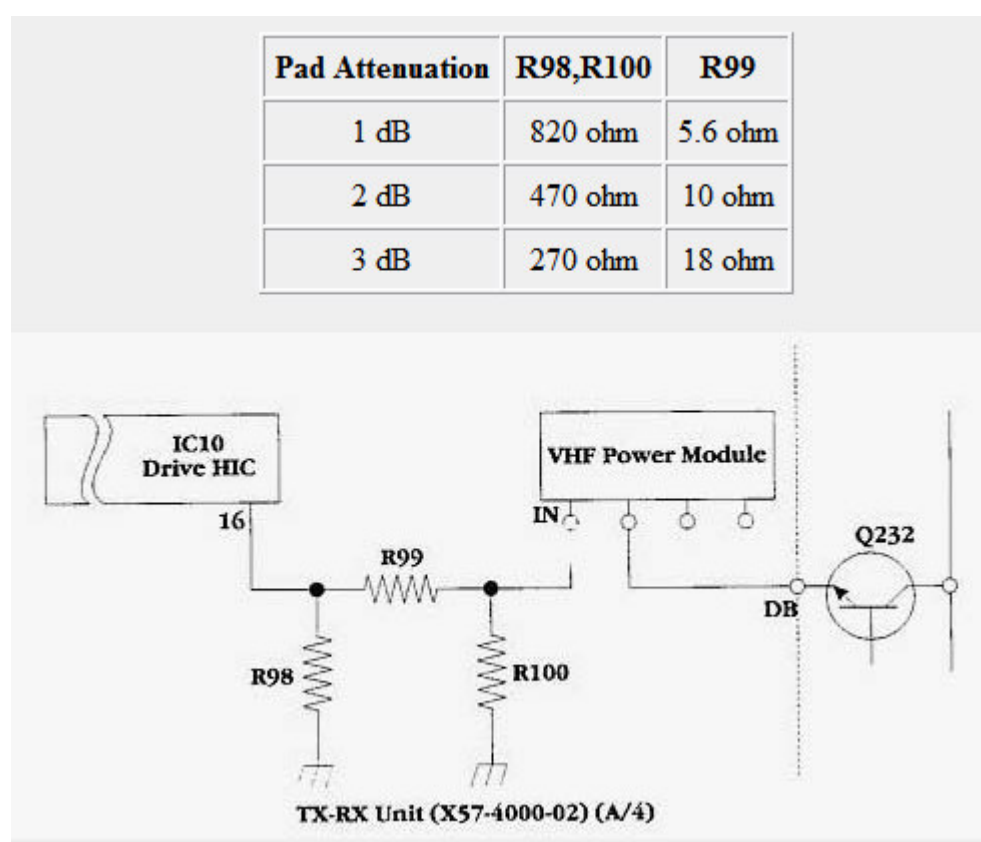 Pad Attenuation R98,R100 R99
1 dB 820 ohm 5.6 ohm
2 dB 470 ohm 10 ohm
3 dB 270 ohm 18 ohm
IC10
Drive HIC
VHF Power Module
16
IN
Q232
R99
DB
R98
R100
TX-RX Unit (X57-4000-02) (A/4)